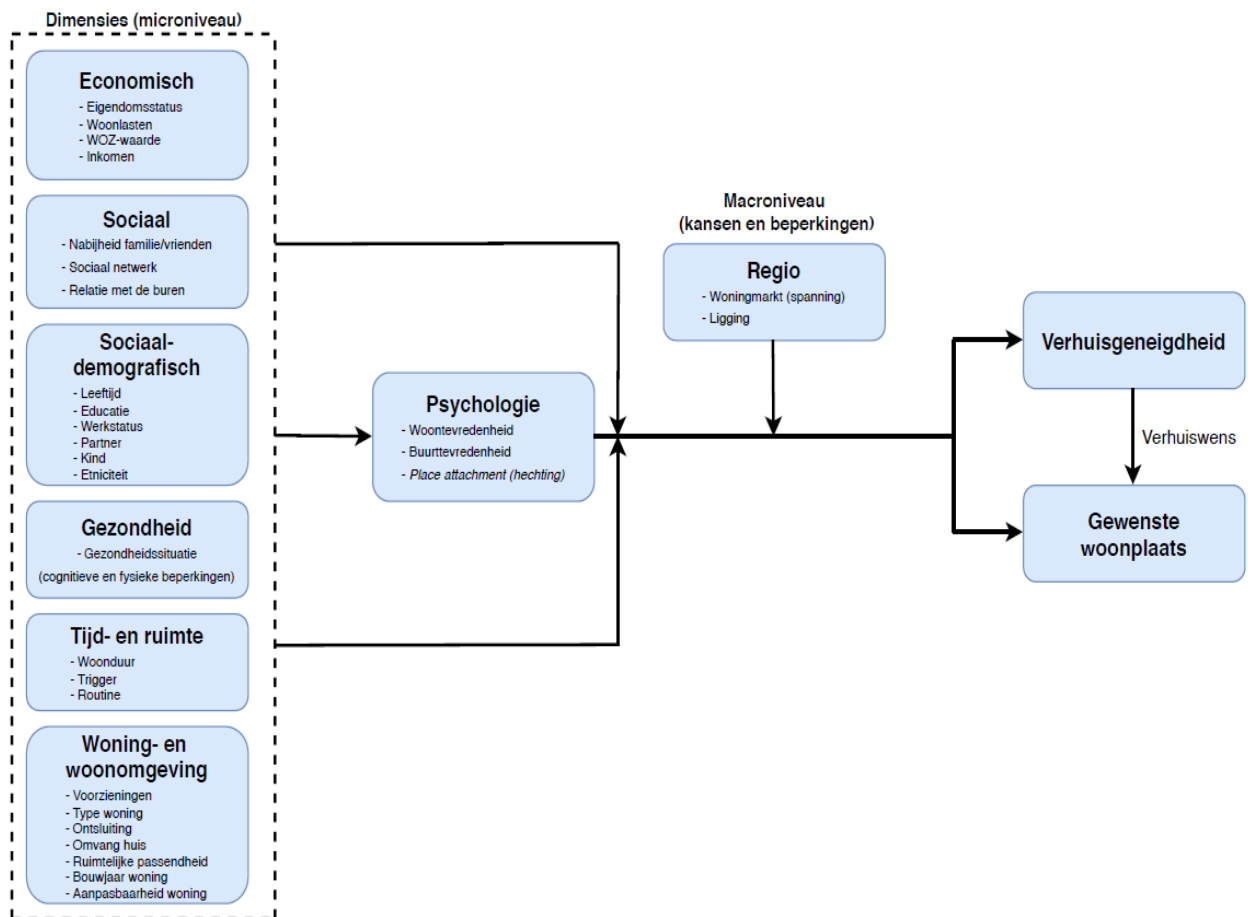 Dimensies (microniveau)
Economisch
- Eigendomsstatus
- Woonlasten
- WOZ-waarde
- Inkomen
Sociaal
- Nabijheid familie/vrienden
- Sociaal netwerk
- Relatie met de buren
Sociaal-
demografisch
- Leeftijd
- Educatie
- Werkstatus
- Partner
- Kind
- Etniciteit
Gezondheid
- Gezondheidssituatie
(cognitieve en fysieke beperkingen)
Tijd- en ruimte
- Woonduur
- Trigger
- Routine
Woning- en
woonomgeving
- Voorzieningen
- Type woning
- Ontsluiting
- Omvang huis
- Ruimtelijke passendheid
- Bouwjaar woning
- Aanpasbaarheid woning
Psychologie
- Woontevredenheid
- Buurttevredenheid
- Place attachment (hechting)
Macroniveau
(kansen en beperkingen)
Regio
- Woningmarkt (spanning)
- Ligging
Verhuisgeneigdheid
Verhuiswens
Gewenste
woonplaats